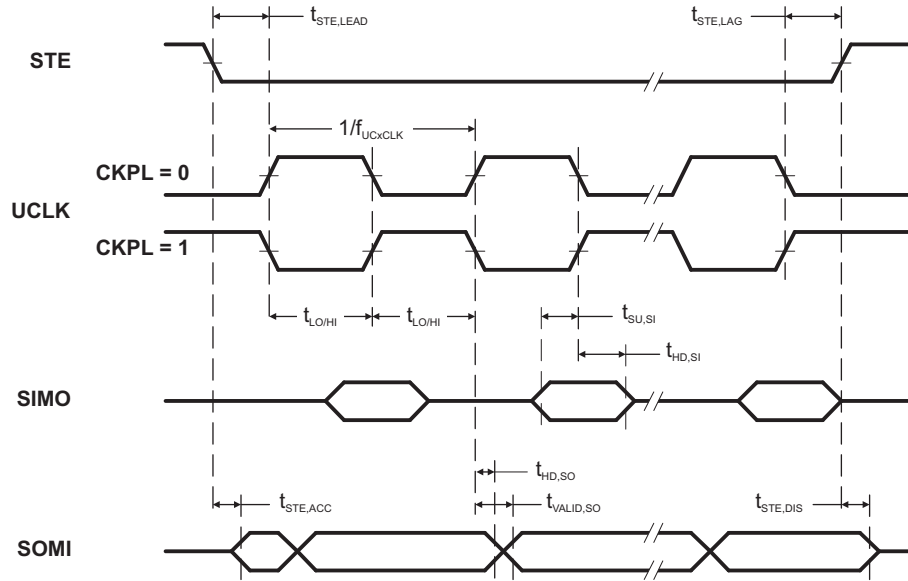 tSTE,LEAD
tSTE,LAG
STE
1/fUCxCLK
CKPL = 0
UCLK
CKPL = 1
tLO/HI tLO/HI
tSU,SI
tHD,SI
SIMO
tHD,SO
tSTE,ACC
tVALID,SO
tSTE,DIS
SOMI